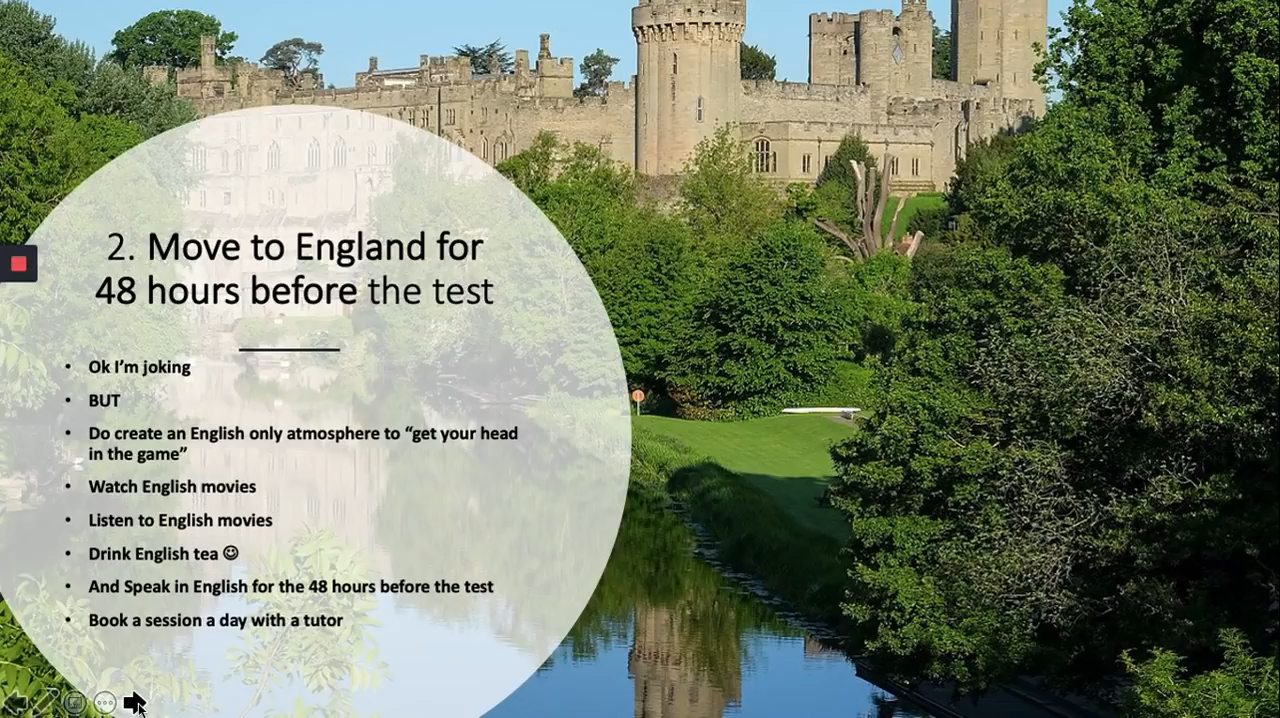 2. Move to England for
48 hours before the test
• Ok I'm joking
• BUT
• Do create an English only atmosphere to “get your head
in the game”
• Watch English movies
• Listen to English movies
• Drink English tea ☺
• And Speak in English for the 48 hours before the test
• Book a session a day with a tutor